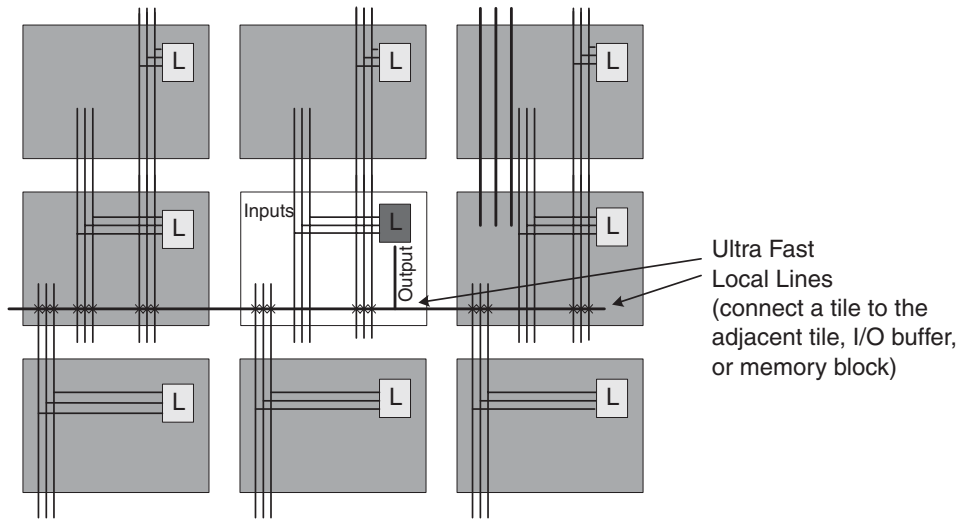 L
L
L
L
Inputs
L
Output
L
Ultra Fast
Local Lines
(connect a tile to the
adjacent tile, I/O buffer,
or memory block)
L
L
L